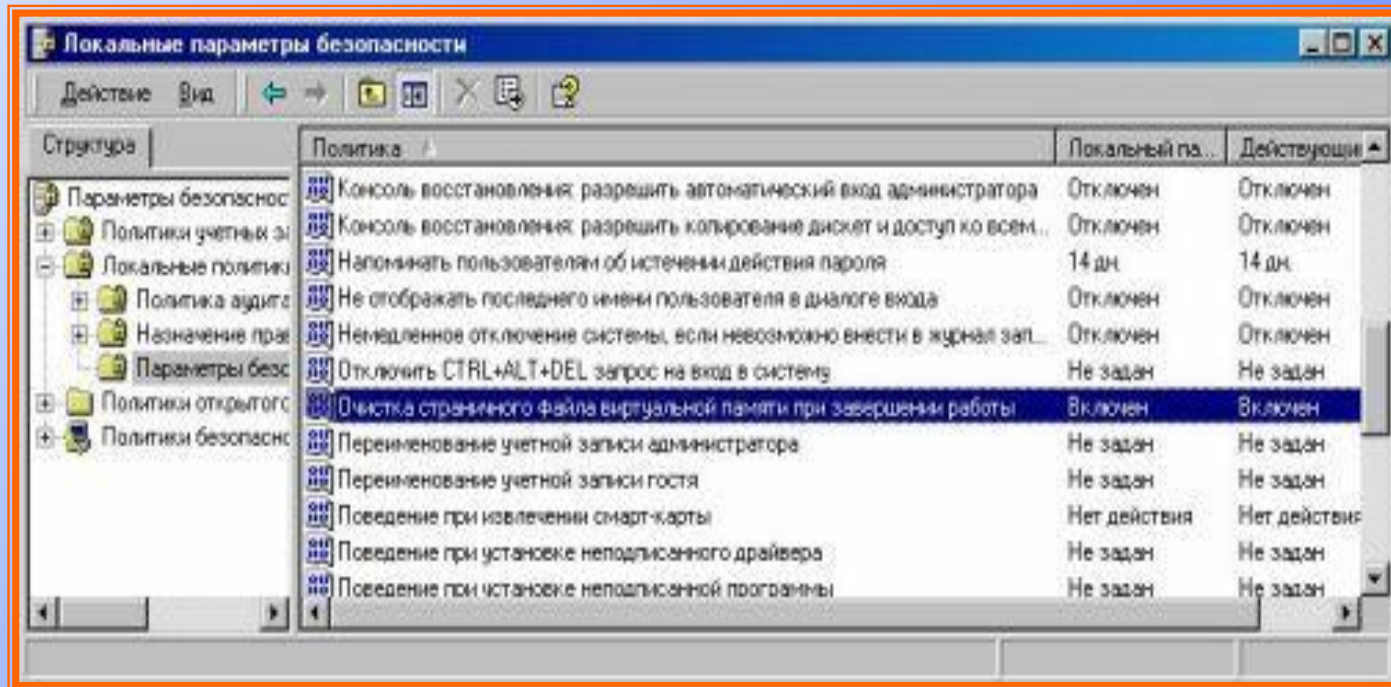 Локальные параметры безопасности
Действие Вид
Структура
Политика Локальный па... Действующи
Параметры безопаснос
Политики учетных за
Локальные политики
Политика аудита
Назначение прав
Параметры безо
Политики открытого
Политики безопасно
Консоль восстановления: разрешить автоматический вход администратора Отключен Отключен
Консоль восстановления: разрешить копирование дискет и доступ ко всем... Отключен Отключен
Напоминать пользователям об истечении действия пароля 14 дн. 14 дн.
Не отображать последнего имени пользователя в диалоге входа Отключен Отключен
Немедленное отключение системы, если невозможно внести в журнал зап... Отключен Отключен
Отключить CTRL+ALT+DEL запрос на вход в систему Не задан Не задан
Очистка страничного файла виртуальной памяти при завершении работы Включен Включен
Переименование учетной записи администратора Не задан Не задан
Переименование учетной записи гостя Не задан Не задан
Поведение при извлечении смарт-карты Нет действия Нет действия
Поведение при установке неподписанного драйвера Не задан Не задан
Поведение при установке неподписанной программы Не задан Не задан